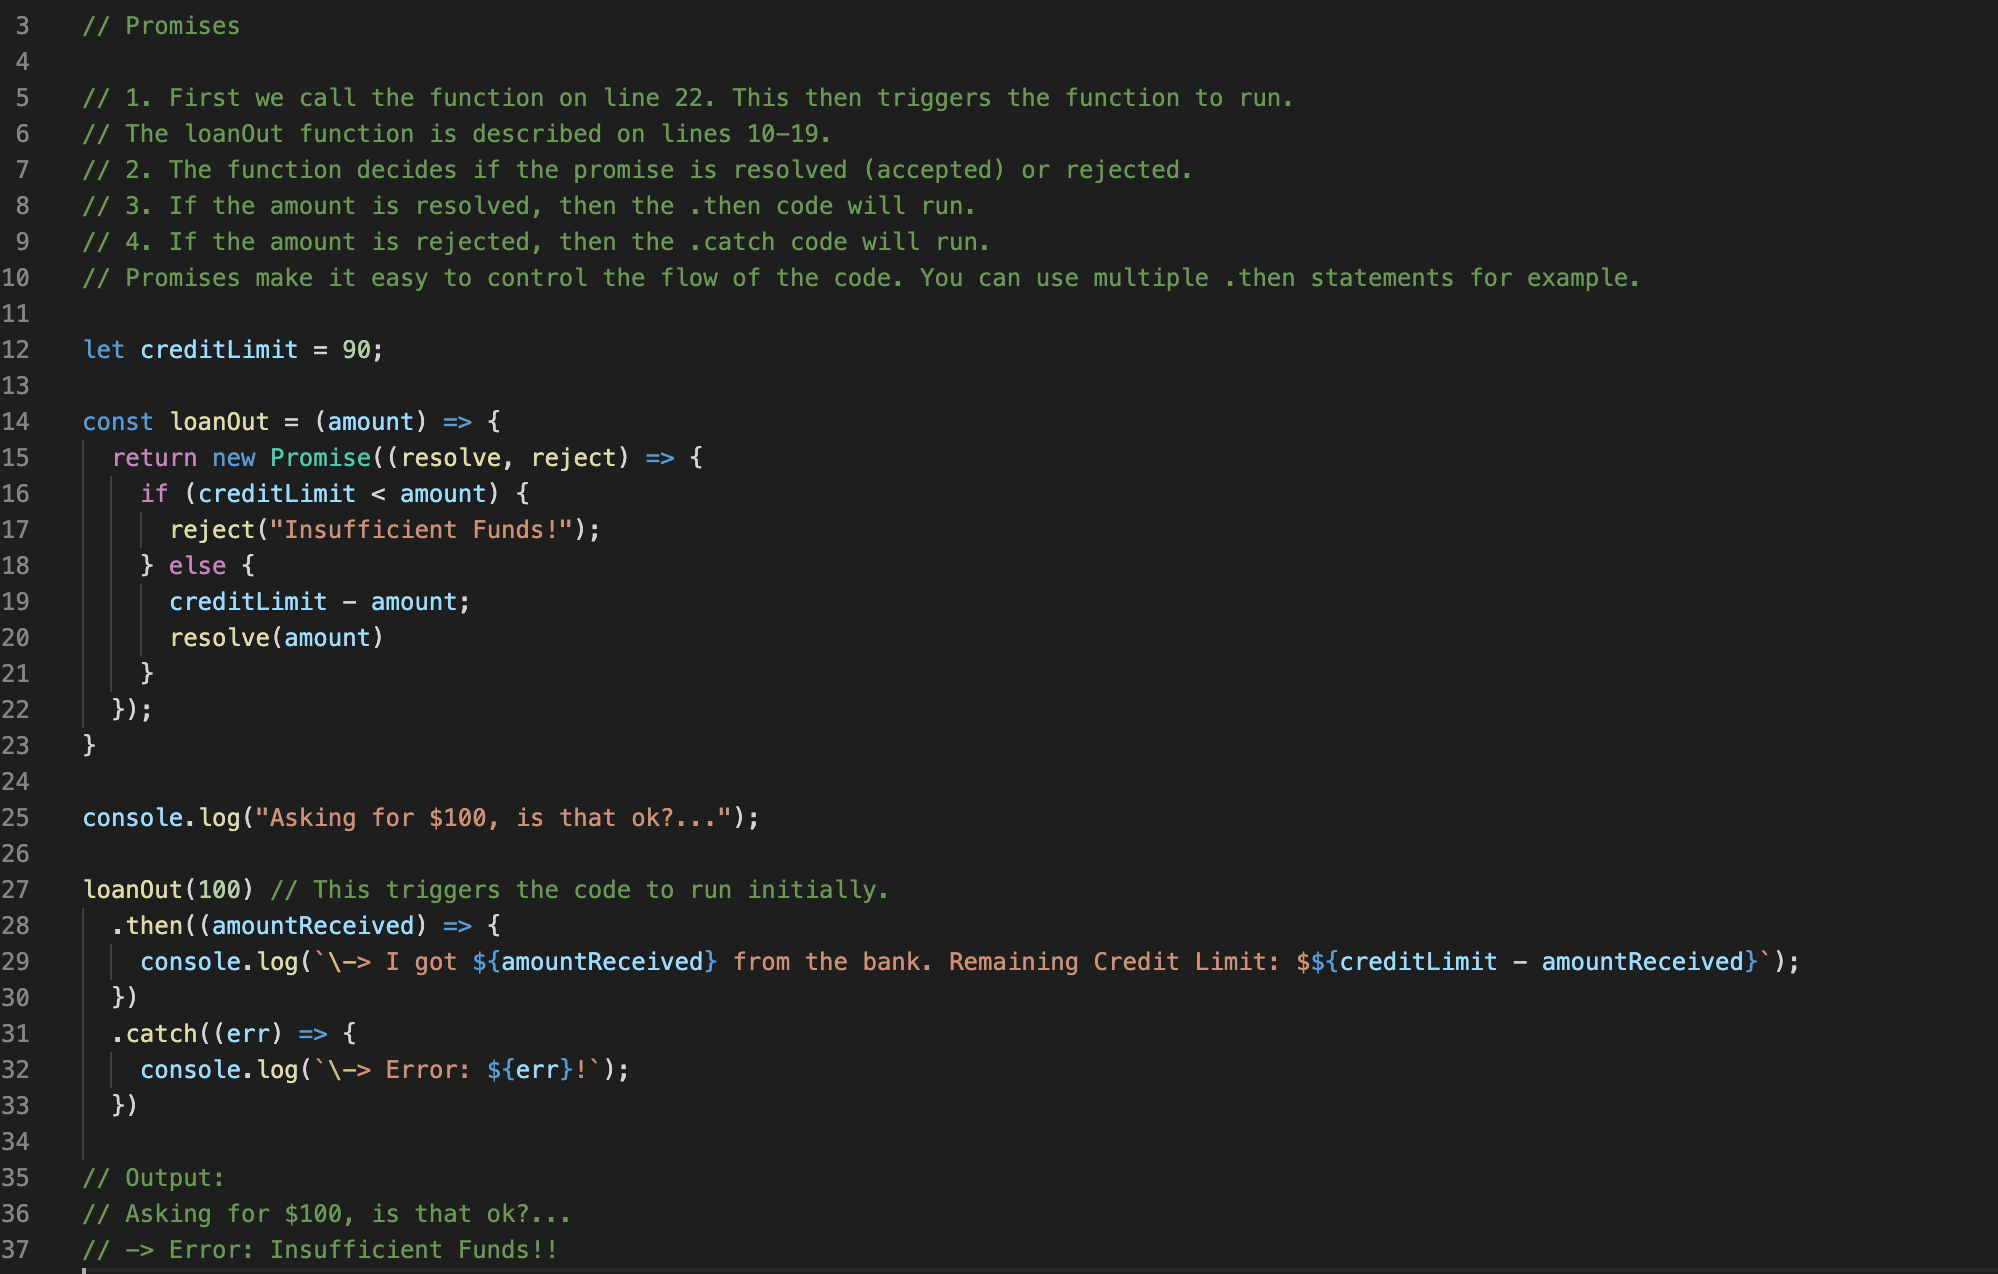 3 // Promises
4
5 // 1. First we call the function on line 22. This then triggers the function to run.
6 // The loanOut function is described on lines 10-19.
7 // 2. The function decides if the promise is resolved (accepted) or rejected.
8 // 3. If the amount is resolved, then the .then code will run.
9 // 4. If the amount is rejected, then the .catch code will run.
10 // Promises make it easy to control the flow of the code. You can use multiple .then statements for example.
11
12 let creditLimit = 90;
13
14 const loanOut = (amount) => {
15   return new Promise((resolve, reject) => {
16     if (creditLimit < amount) {
17       reject("Insufficient Funds!");
18     } else {
19       creditLimit - amount;
20       resolve(amount)
21     }
22   });
23 }
24
25 console.log("Asking for $100, is that ok?...");
26
27 loanOut(100) // This triggers the code to run initially.
28   .then((amountReceived) => {
29     console.log(`\-> I got ${amountReceived} from the bank. Remaining Credit Limit: $${creditLimit - amountReceived}`);
30   })
31   .catch((err) => {
32     console.log(`\-> Error: ${err}!`);
33   })
34
35 // Output:
36 // Asking for $100, is that ok?...
37 // -> Error: Insufficient Funds!!